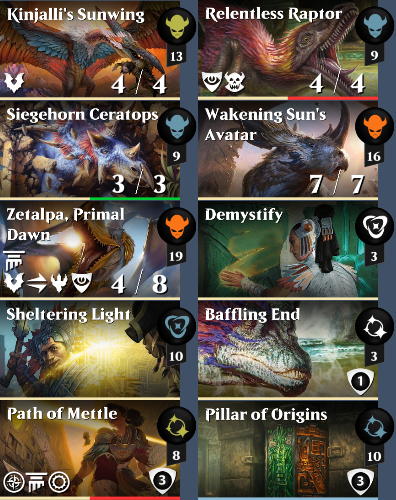 Kinjalli's Sunwing
13
4 / 4
Relentless Raptor
9
4 / 4
Siegehorn Ceratops
9
3 / 3
Wakening Sun's
Avatar
16
7 / 7
Zetalpa, Primal
Dawn
19
4 / 8
Demystify
3
Sheltering Light
10
Baffling End
3
1
Path of Mettle
8
3
Pillar of Origins
10
3